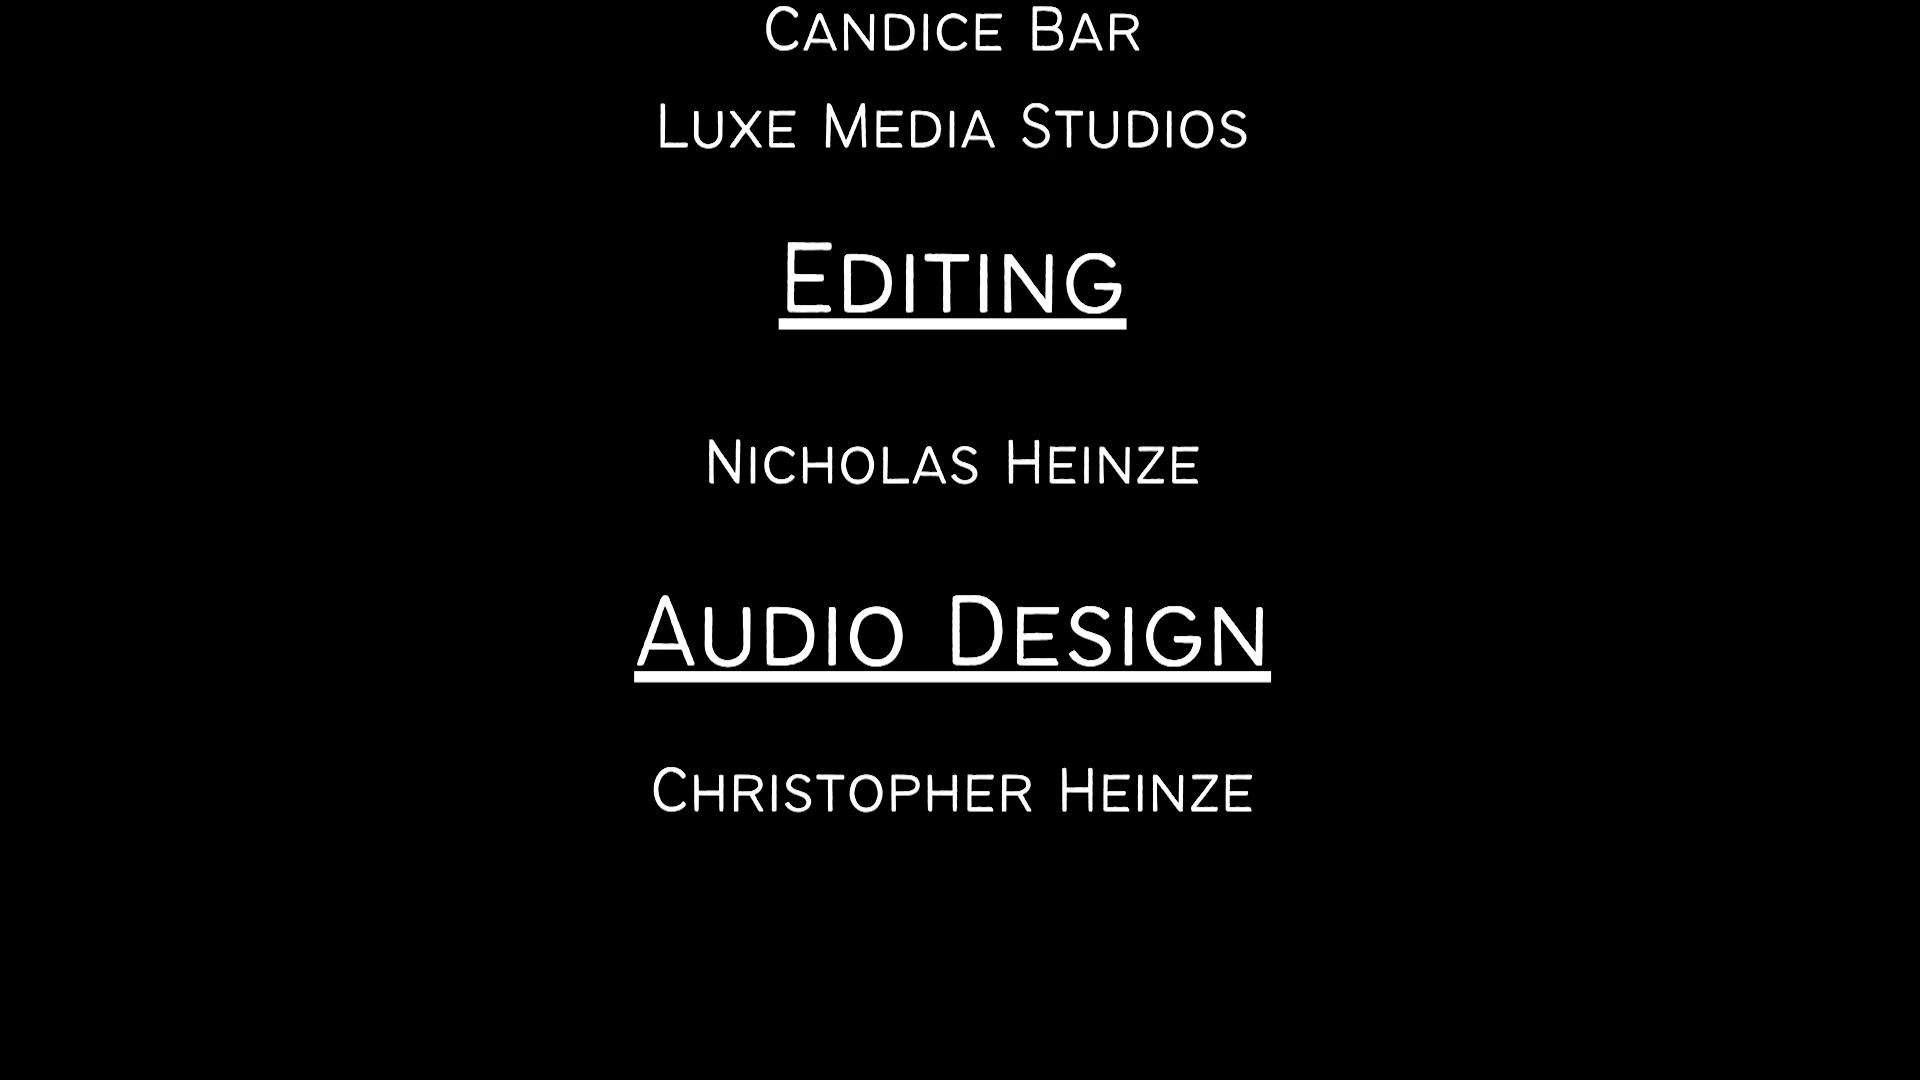 Candice Bar
Luxe Media Studios
Editing
Nicholas Heinze
Audio Design
Christopher Heinze